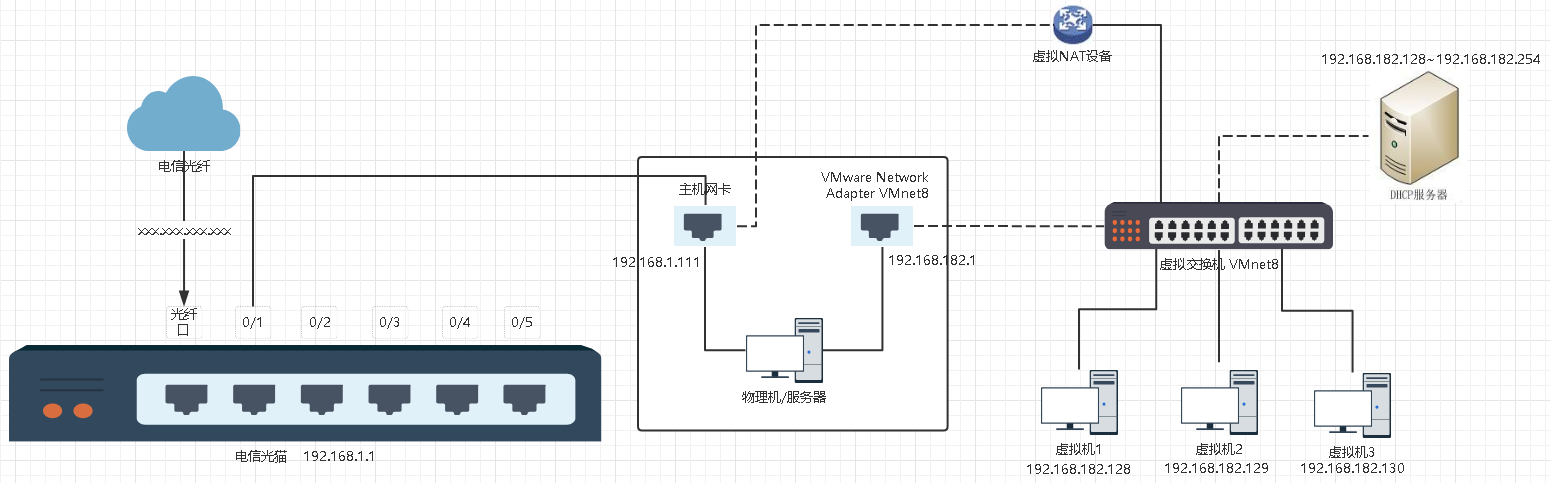 虚拟NAT设备
192.168.182.128~192.168.182.254
电信光纤
xxx.xxx.xxx.xxx
主机网卡
VMware Network
Adapter VMnet8
DHCP服务器
192.168.1.111
192.168.182.1
虚拟交换机 VMnet8
光纤
口
0/1
0/2
0/3
0/4
0/5
物理机/服务器
电信光猫 192.168.1.1
虚拟机1
192.168.182.128
虚拟机2
192.168.182.129
虚拟机3
192.168.182.130